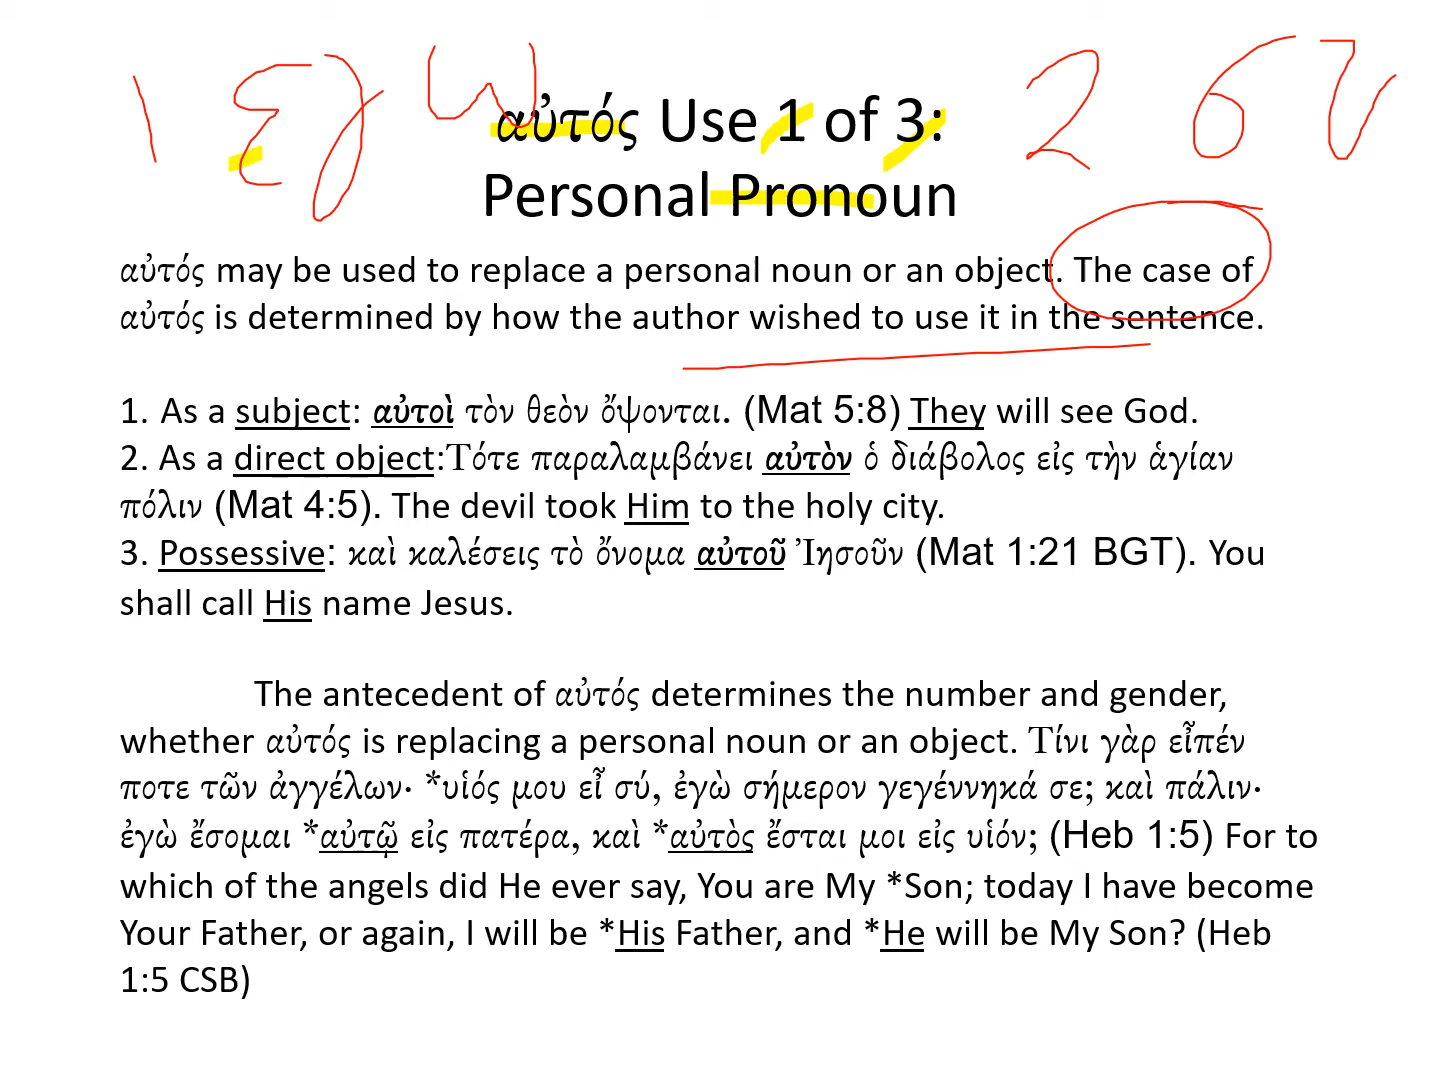 1 εγω 2 συ
αὐτός Use 1 of 3:
Personal Pronoun
αὐτός may be used to replace a personal noun or an object. The case of
αὐτός is determined by how the author wished to use it in the sentence.
1. As a subject: αὐτοὶ τὸν θεὸν ὄψονται. (Mat 5:8) They will see God.
2. As a direct object:Τότε παραλαμβάνει αὐτὸν ὁ διάβολος εἰς τὴν ἁγίαν
πόλιν (Mat 4:5). The devil took Him to the holy city.
3. Possessive: καὶ καλέσεις τὸ ὄνομα αὐτοῦ Ἰησοῦν (Mat 1:21 BGT). You
shall call His name Jesus.
The antecedent of αὐτός determines the number and gender,
whether αὐτός is replacing a personal noun or an object. Τίνι γὰρ εἶπέν
ποτε τῶν ἀγγέλων· *υἱός μου εἶ σύ, ἐγὼ σήμερον γεγέννηκά σε; καὶ πάλιν·
ἐγὼ ἔσομαι *αὐτῷ εἰς πατέρα, καὶ *αὐτὸς ἔσται μοι εἰς υἱόν; (Heb 1:5) For to
which of the angels did He ever say, You are My *Son; today I have become
Your Father, or again, I will be *His Father, and *He will be My Son? (Heb
1:5 CSB)